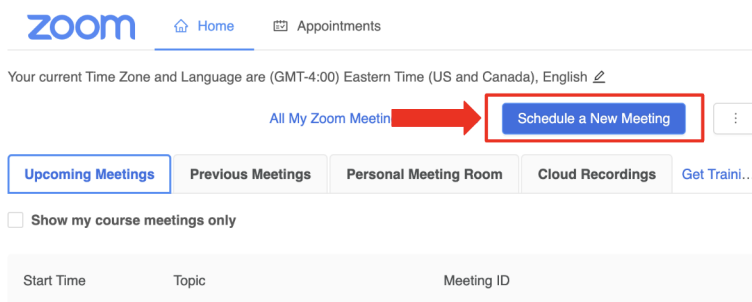 zoom Home Appointments
Your current Time Zone and Language are (GMT-4:00) Eastern Time (US and Canada), English
All My Zoom Schedule a New Meeting
Upcoming Meetings Previous Meetings Personal Meeting Room Cloud Recordings Get Traini...
Show my course meetings only
Start Time Topic Meeting ID